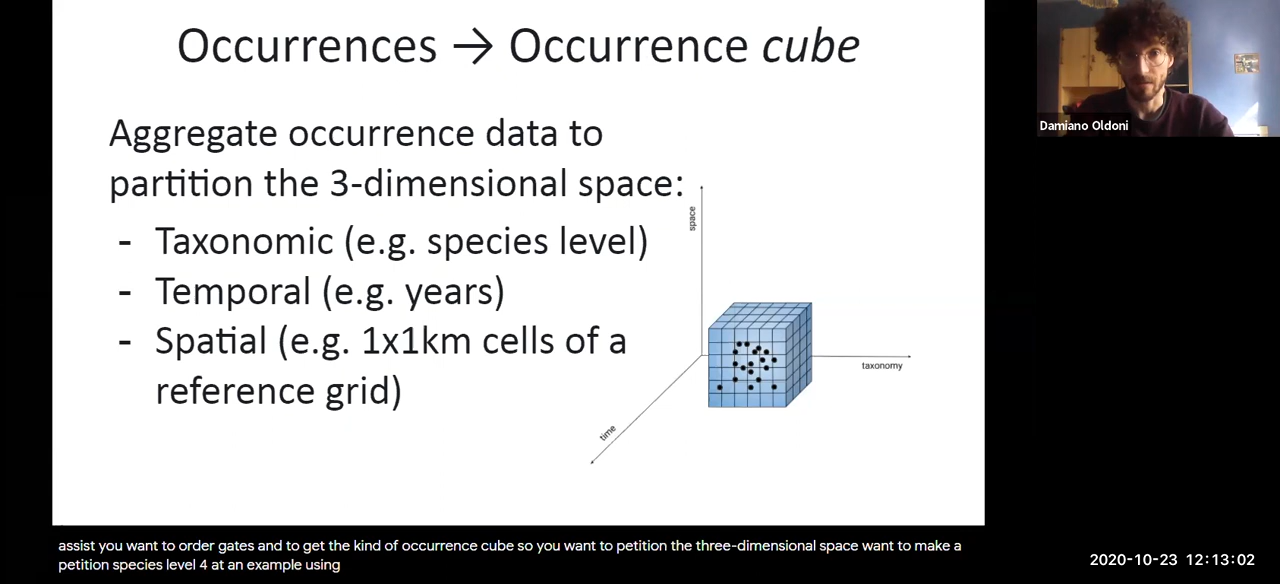 Occurrences → Occurrence cube
Aggregate occurrence data to
partition the 3-dimensional space:
- Taxonomic (e.g. species level)
- Temporal (e.g. years)
- Spatial (e.g. 1x1km cells of a
reference grid)
space
taxonomy
time
Damiano Oldoni
assist you want to order gates and to get the kind of occurrence cube so you want to petition the three-dimensional space want to make a
petition species level 4 at an example using
2020-10-23 12:13:02